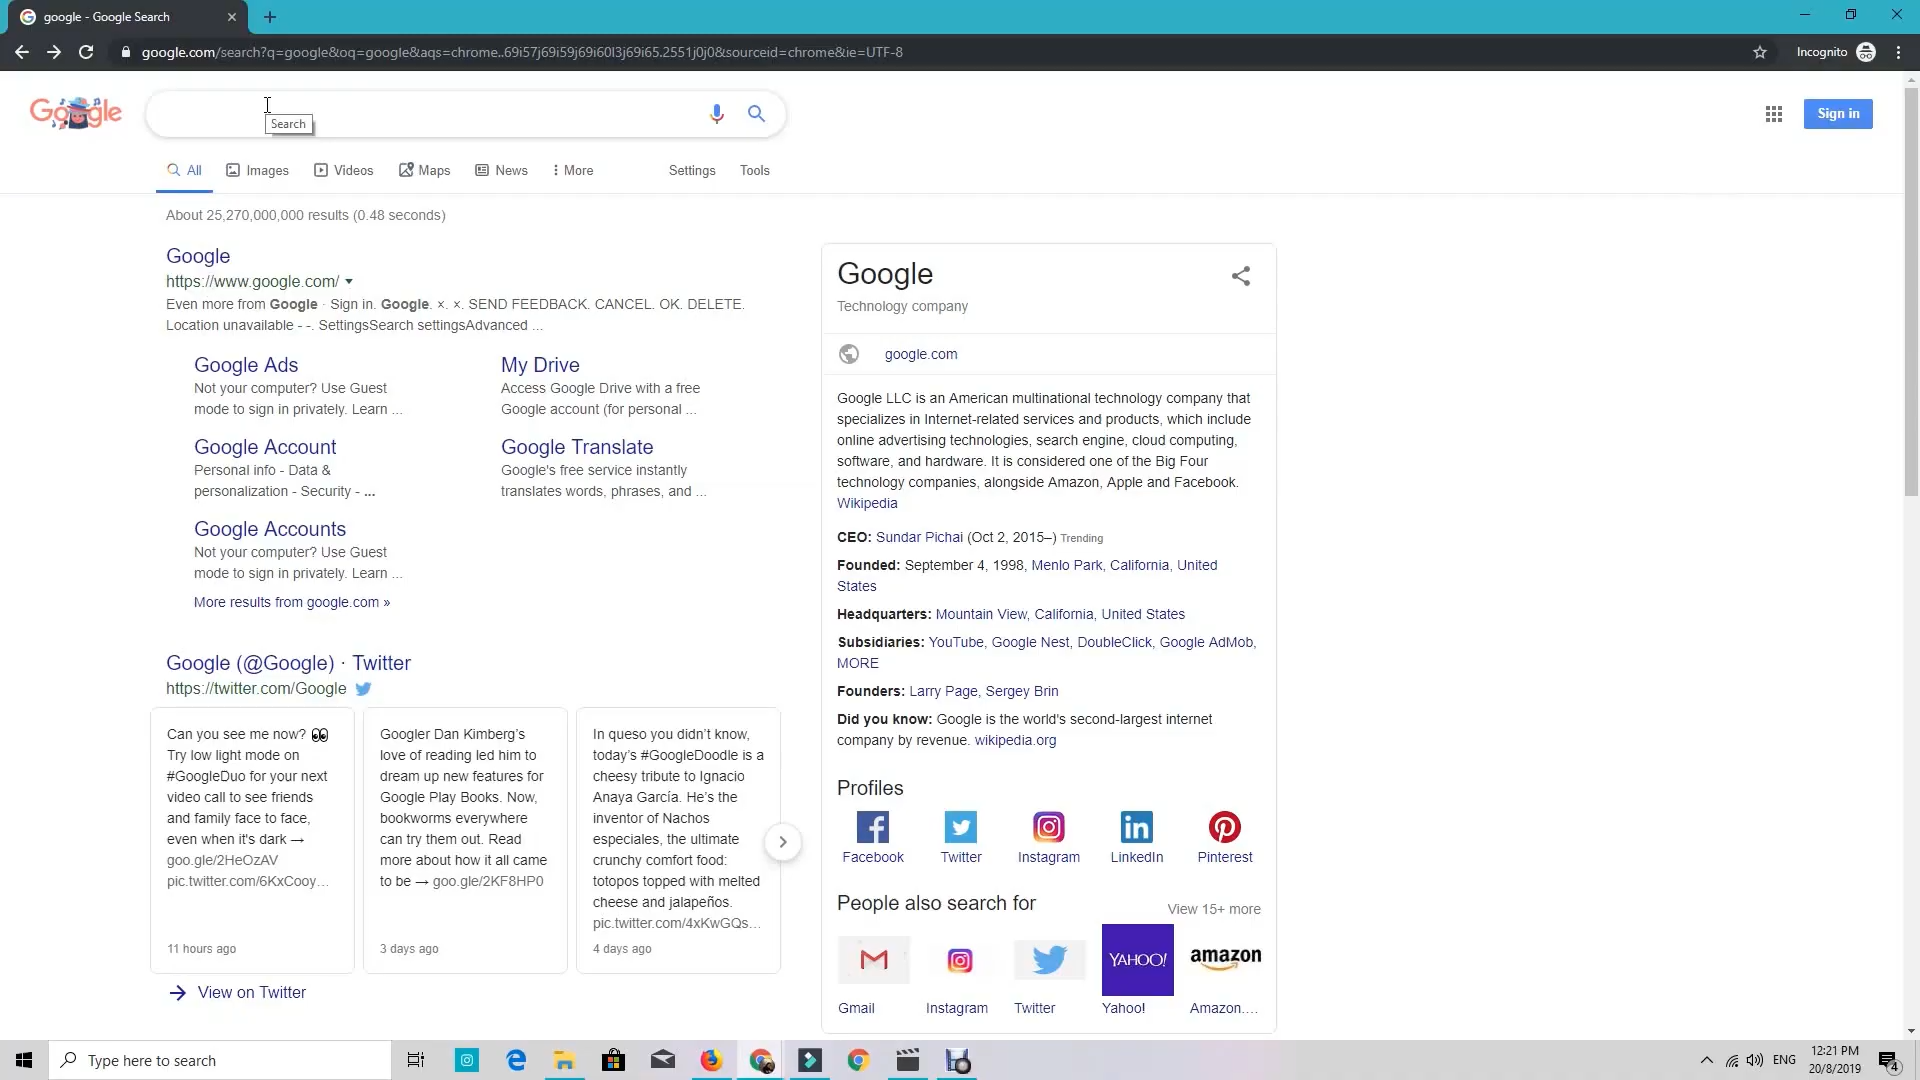 google - Google Search
google.com/search?q=google&oq=google&aqs=chrome..69i57j69i59j69i60l3j69i65.2551j0j0&sourceid=chrome&ie=UTF-8
Incognito
Google
Search
Sign in
All
Images
Videos
Maps
News
More
Settings
Tools
About 25,270,000,000 results (0.48 seconds)
Google
https://www.google.com/
Even more from Google · Sign in. Google. ×. ×. SEND FEEDBACK. CANCEL. OK. DELETE.
Location unavailable - -. SettingsSearch settingsAdvanced ...
Google Ads
Not your computer? Use Guest
mode to sign in privately. Learn ...
My Drive
Access Google Drive with a free
Google account (for personal ...
Google Account
Personal info - Data &
personalization - Security - ...
Google Translate
Google's free service instantly
translates words, phrases, and ...
Google Accounts
Not your computer? Use Guest
mode to sign in privately. Learn ...
More results from google.com »
Google (@Google) · Twitter
https://twitter.com/Google
Can you see me now? 👀
Try low light mode on
#GoogleDuo for your next
video call to see friends
and family face to face,
even when it's dark →
goo.gle/2HeOzAV
pic.twitter.com/6KxCooy…
11 hours ago
Googler Dan Kimberg's
love of reading led him to
dream up new features for
Google Play Books. Now,
bookworms everywhere
can try them out. Read
more about how it all came
to be → goo.gle/2KF8HP0
3 days ago
In queso you didn't know,
today's #GoogleDoodle is a
cheesy tribute to Ignacio
Anaya García. He's the
inventor of Nachos
especiales, the ultimate
crunchy comfort food:
totopos topped with melted
cheese and jalapeños.
pic.twitter.com/4xKwGQs…
4 days ago
View on Twitter
Google
Technology company
google.com
Google LLC is an American multinational technology company that
specializes in Internet-related services and products, which include
online advertising technologies, search engine, cloud computing,
software, and hardware. It is considered one of the Big Four
technology companies, alongside Amazon, Apple and Facebook.
Wikipedia
CEO: Sundar Pichai (Oct 2, 2015–) Trending
Founded: September 4, 1998, Menlo Park, California, United
States
Headquarters: Mountain View, California, United States
Subsidiaries: YouTube, Google Nest, DoubleClick, Google AdMob,
MORE
Founders: Larry Page, Sergey Brin
Did you know: Google is the world's second-largest internet
company by revenue. wikipedia.org
Profiles
Facebook
Twitter
Instagram
LinkedIn
Pinterest
People also search for
View 15+ more
YAHOO!
amazon
Gmail
Instagram
Twitter
Yahoo!
Amazon....
Type here to search
ENG
12:21 PM
20/8/2019
4